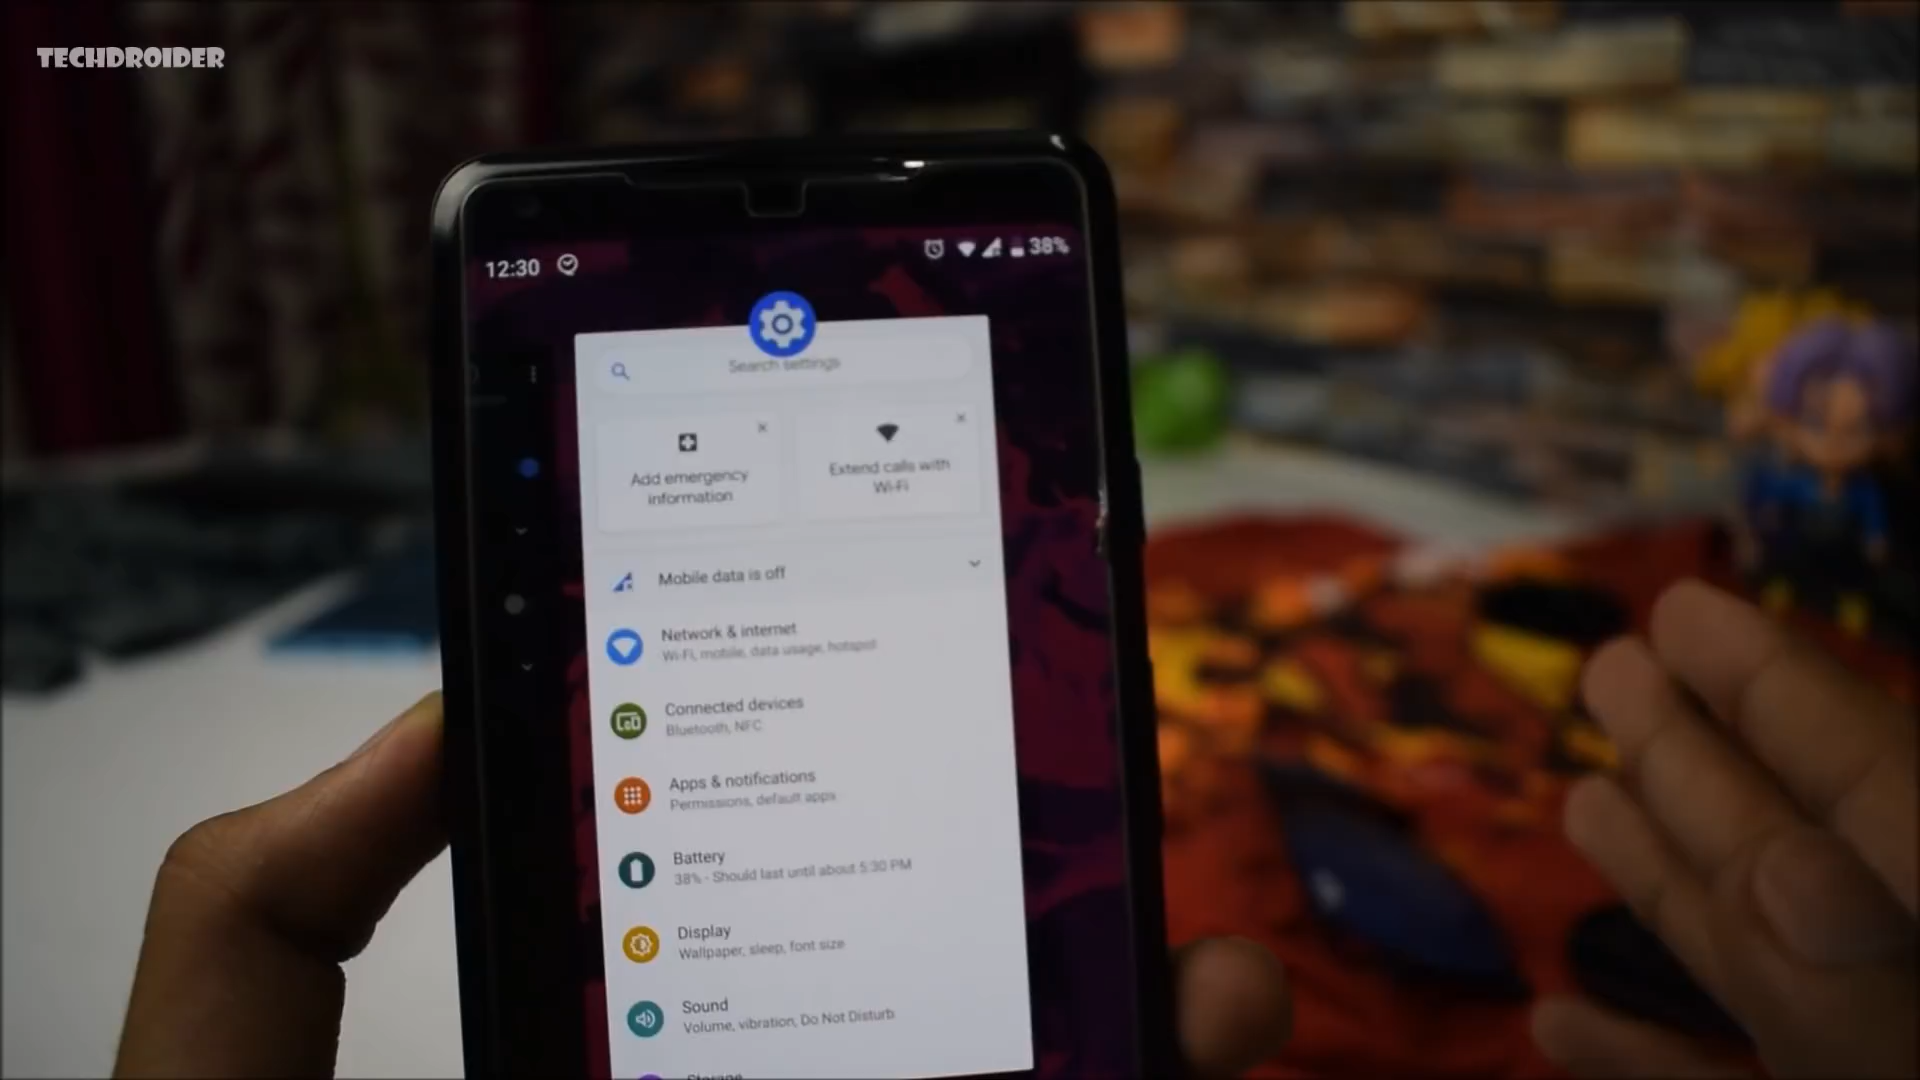 TECHDROIDER
12:30
38%
Search settings
Add emergency
information
Extend calls with
Wi-Fi
Mobile data is off
Network & internet
Wi-Fi, mobile, data usage, hotspot
Connected devices
Bluetooth, NFC
Apps & notifications
Permissions, default apps
Battery
38% - Should last until about 5:30 PM
Display
Wallpaper, sleep, font size
Sound
Volume, vibration, Do Not Disturb
Storage